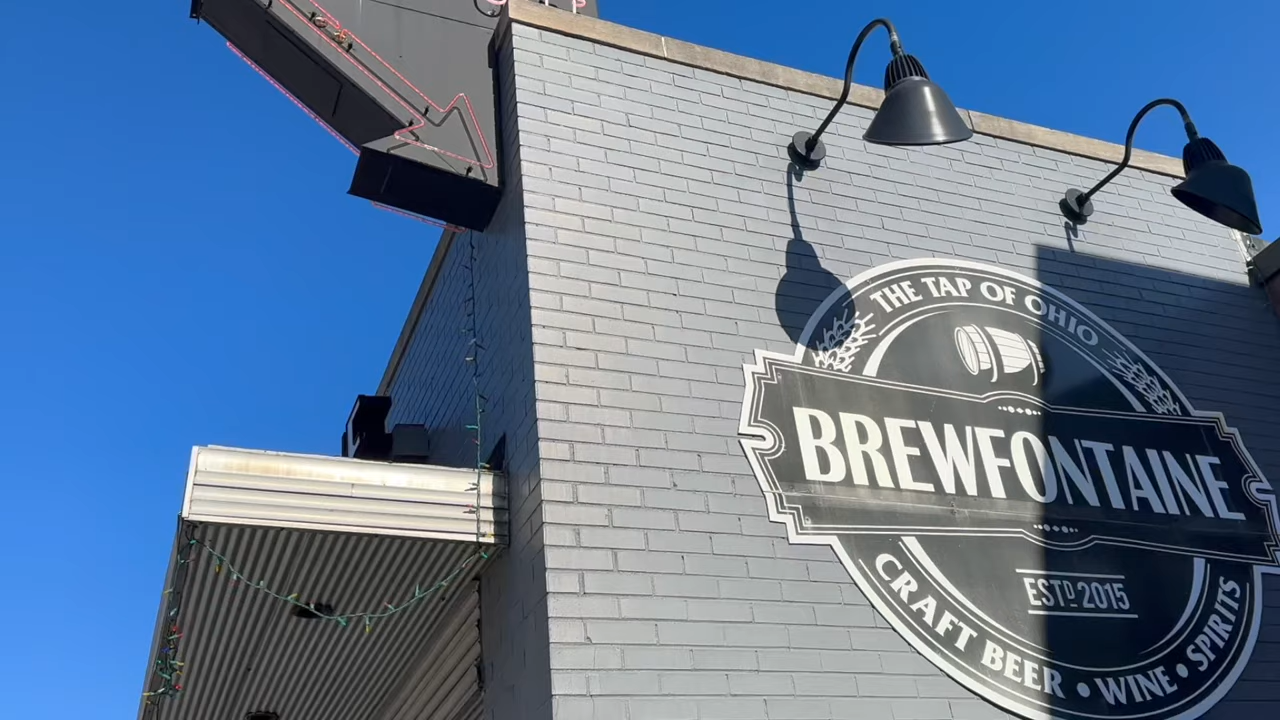 THE TAP OF OHIO
BREWFONTAINE
ESTD 2015
CRAFT BEER • WINE • SPIRITS